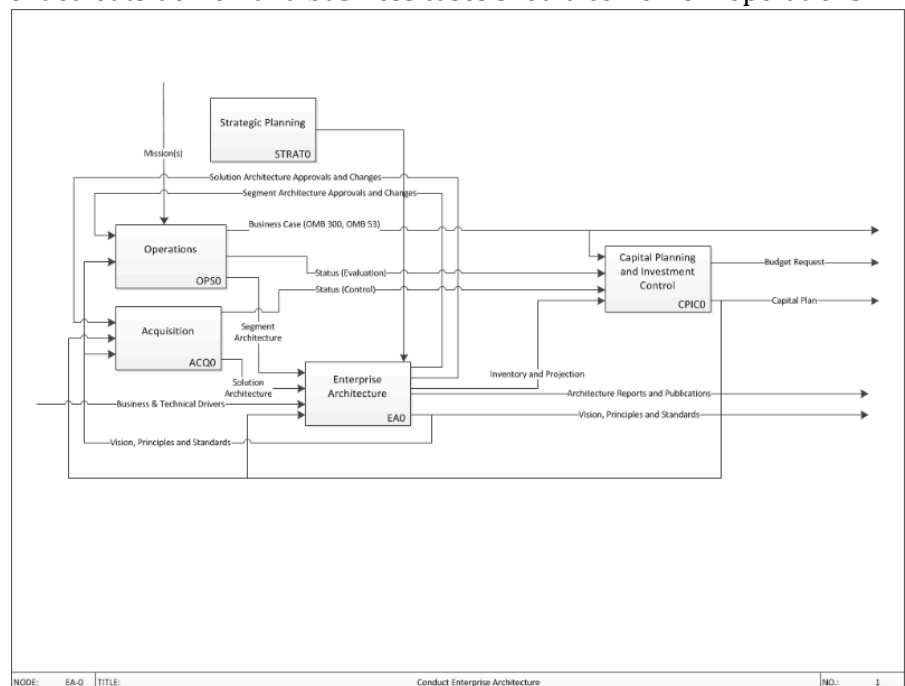 Mission(s)
Strategic Planning
STRAT0
Solution Architecture Approvals and Changes
Segment Architecture Approvals and Changes
Business Case (OMB 300, OMB 53)
Operations
OPS0
Status (Evaluation)
Status (Control)
Capital Planning
and Investment
Control
CPIC0
Budget Request
Capital Plan
Acquisition
ACQ0
Segment
Architecture
Solution
Architecture
Enterprise
Architecture
EA0
Inventory and Projection
Business & Technical Drivers
Architecture Reports and Publications
Vision, Principles and Standards
Vision, Principles and Standards
NODE: EA-0 TITLE: Conduct Enterprise Architecture NO.: 1